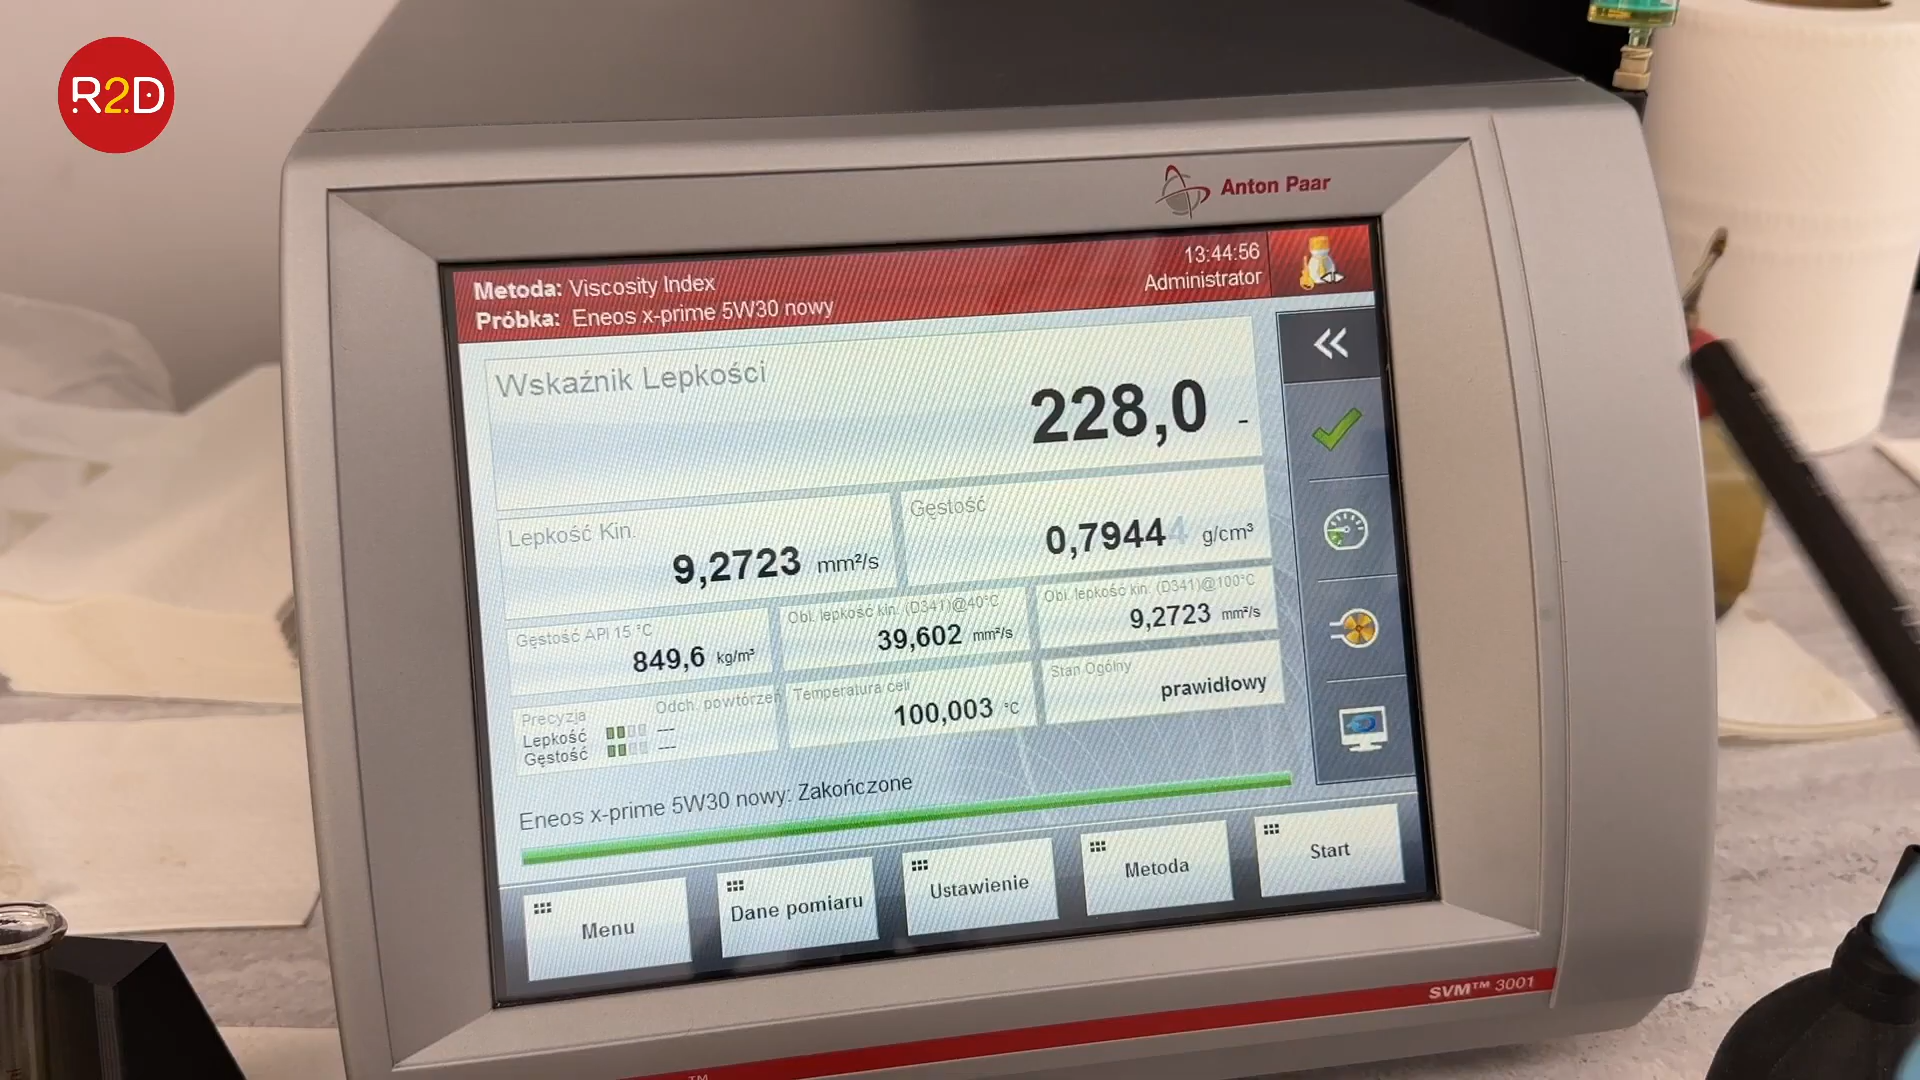 R2D
Anton Paar
Metoda: Viscosity Index
Próbka: Eneos x-prime 5W30 nowy
13:44:56
Administrator
Wskaźnik Lepkości
228,0 -
Lepkość Kin.
9,2723 mm²/s
Gęstość
0,79444 g/cm³
Gęstość API 15 °C
849,6 kg/m³
Obl. lepkość kin. (D341)@40°C
39,602 mm²/s
Obl. lepkość kin. (D341)@100°C
9,2723 mm²/s
Precyzja
Odch. powtórzeń
Lepkość ---
Gęstość ---
Temperatura celi
100,003 °C
Stan Ogólny
prawidłowy
Eneos x-prime 5W30 nowy: Zakończone
Menu
Dane pomiaru
Ustawienie
Metoda
Start
SVM™ 3001
TM